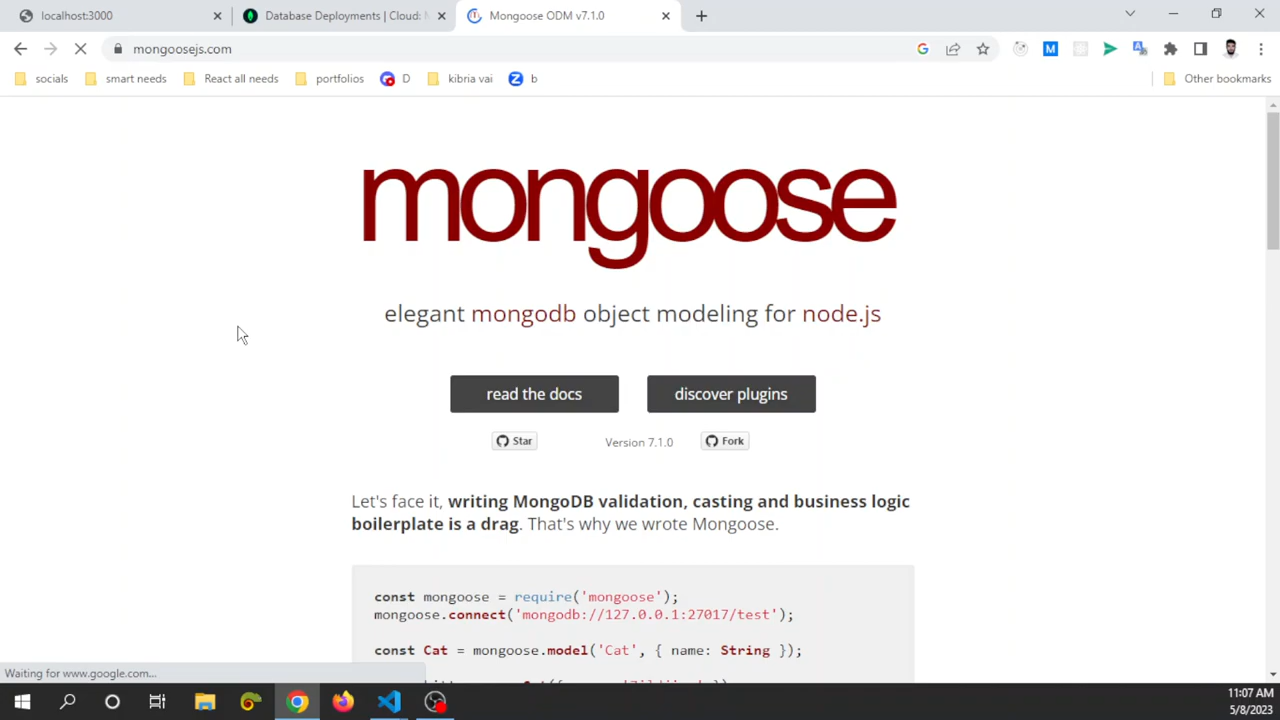 localhost:3000
Database Deployments | Cloud:
Mongoose ODM v7.1.0
mongoosejs.com
socials
smart needs
React all needs
portfolios
D
kibria vai
b
Other bookmarks
mongoose
elegant mongodb object modeling for node.js
read the docs
discover plugins
Star
Version 7.1.0
Fork
Let's face it, writing MongoDB validation, casting and business logic
boilerplate is a drag. That's why we wrote Mongoose.
const mongoose = require('mongoose');
mongoose.connect('mongodb://127.0.0.1:27017/test');
const Cat = mongoose.model('Cat', { name: String });
Waiting for www.google.com...
11:07 AM
5/8/2023